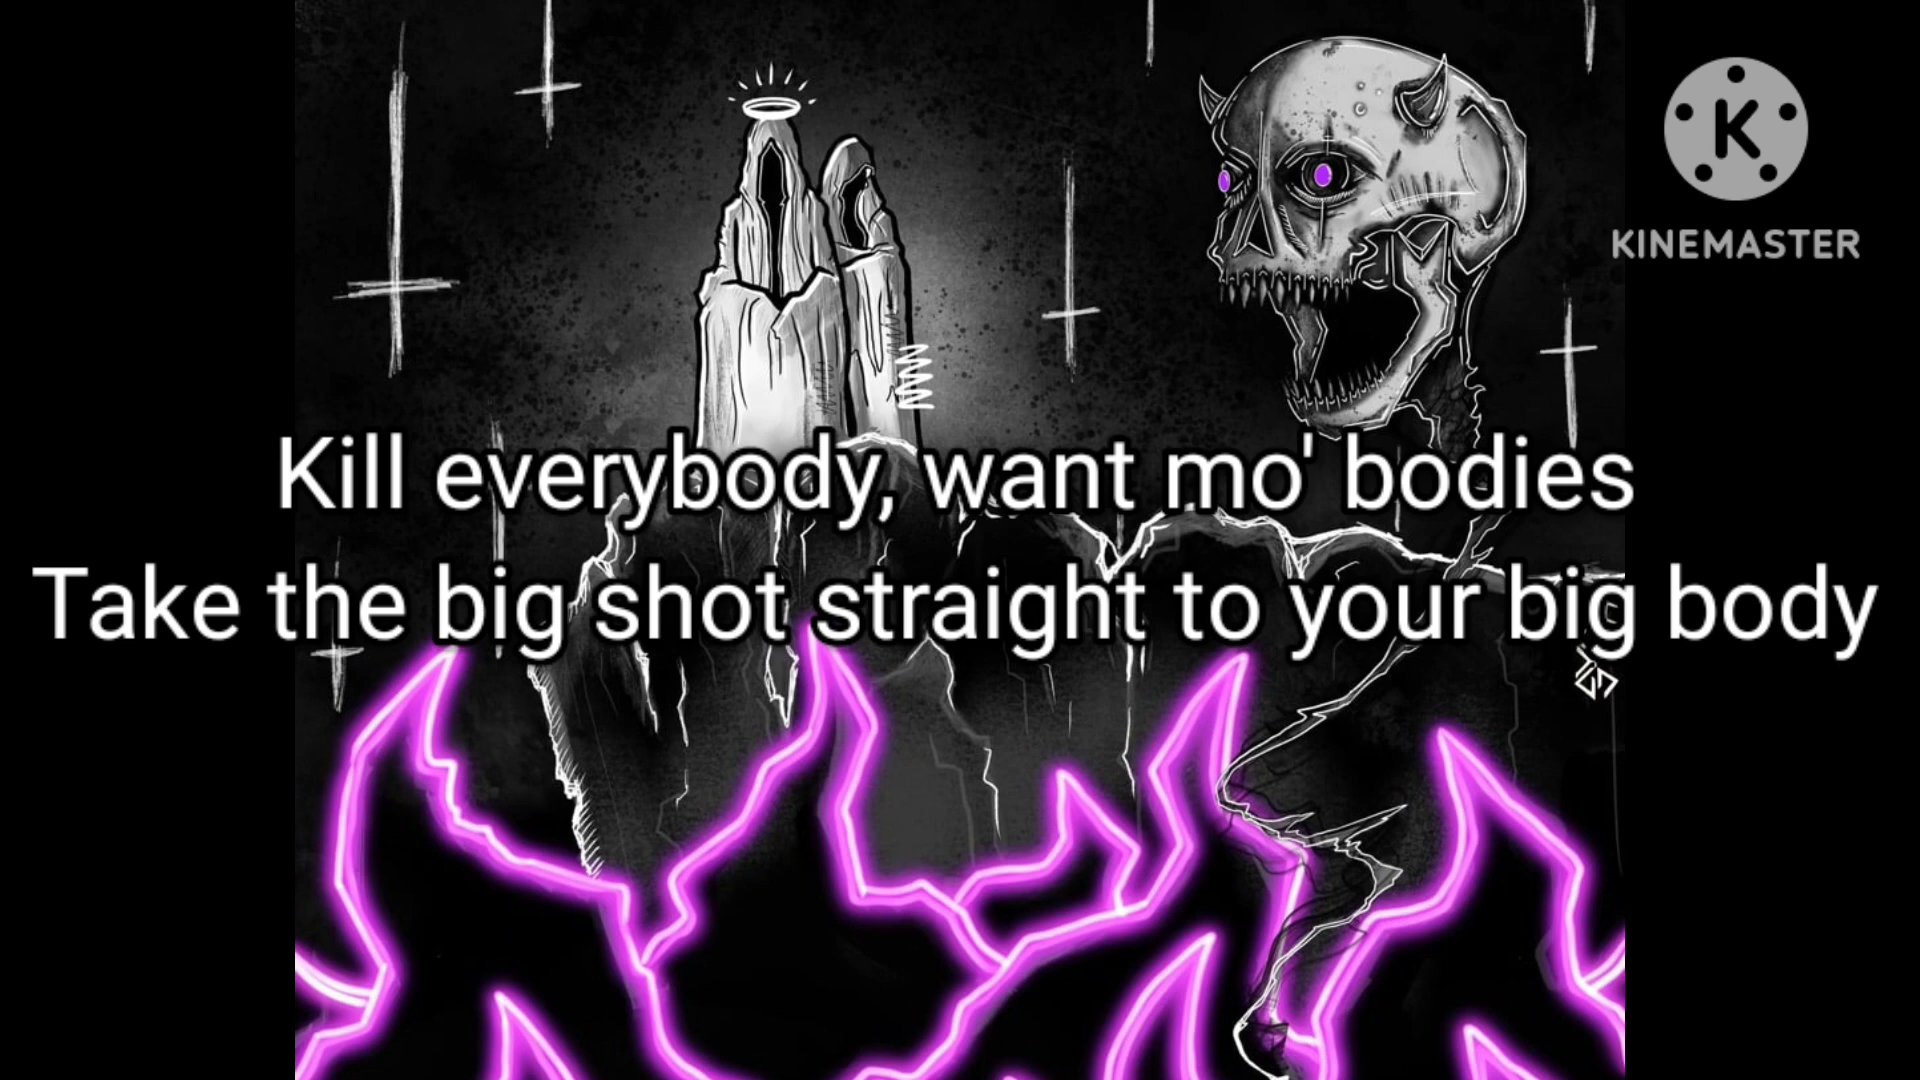 K
KINEMASTER
Kill everybody, want mo' bodies
Take the big shot straight to your big body